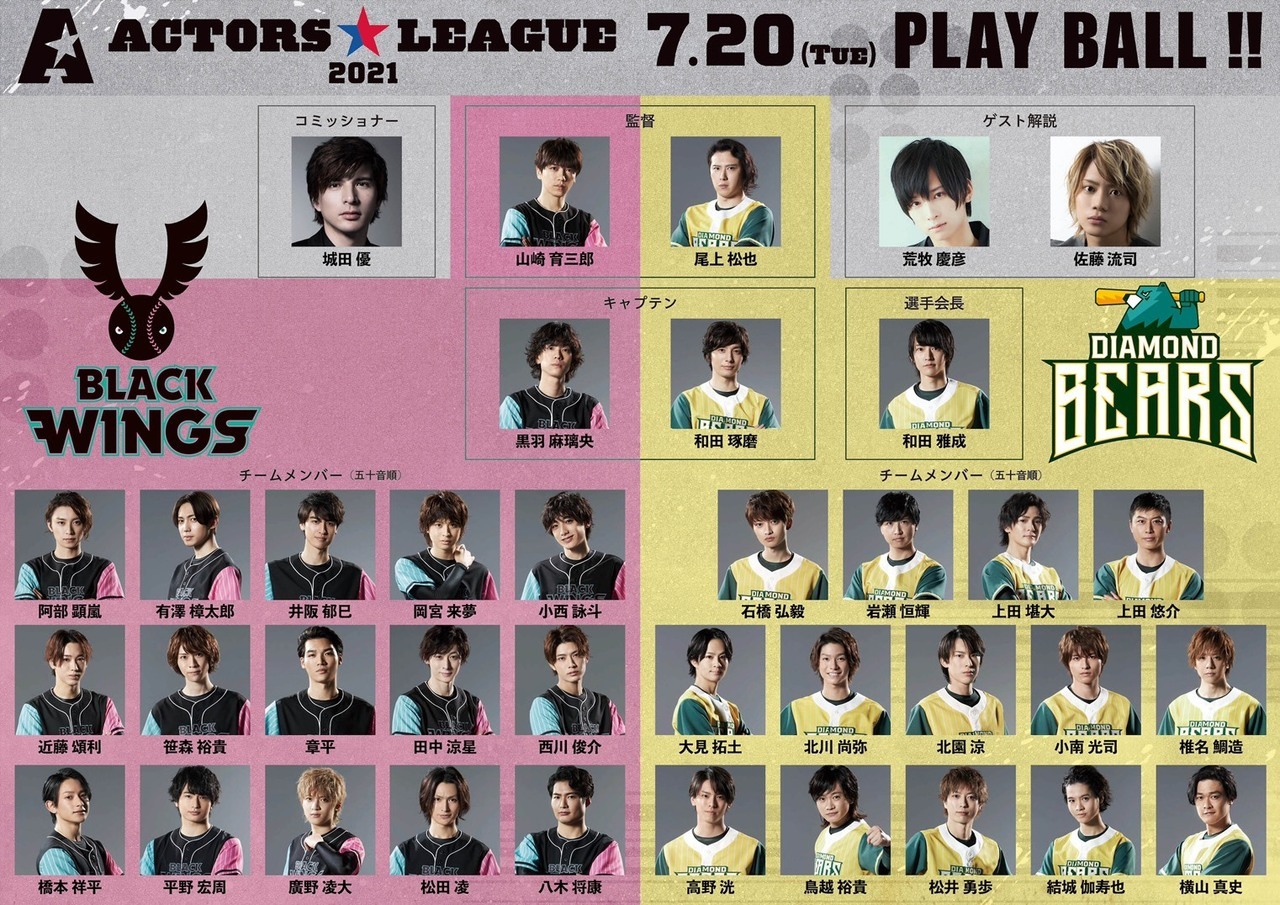 A ACTORS★LEAGUE
2021
7.20(TUE) PLAY BALL !!
コミッショナー
城田 優
監督
山崎 育三郎
尾上 松也
ゲスト解説
荒牧 慶彦
佐藤 流司
キャプテン
黒羽 麻璃央
和田 琢磨
選手会長
和田 雅成
BLACK
WINGS
DIAMOND
BEARS
チームメンバー（五十音順）
阿部 顕嵐
有澤 樟太郎
井阪 郁巳
岡宮 来夢
小西 詠斗
近藤 頌利
笹森 裕貴
章平
田中 涼星
西川 俊介
橋本 祥平
平野 宏周
廣野 凌大
松田 凌
八木 将康
チームメンバー（五十音順）
石橋 弘毅
岩瀬 恒輝
上田 堪大
上田 悠介
大見 拓土
北川 尚弥
北園 涼
小南 光司
椎名 鯛造
高野 洸
鳥越 裕貴
松井 勇歩
結城 伽寿也
横山 真史